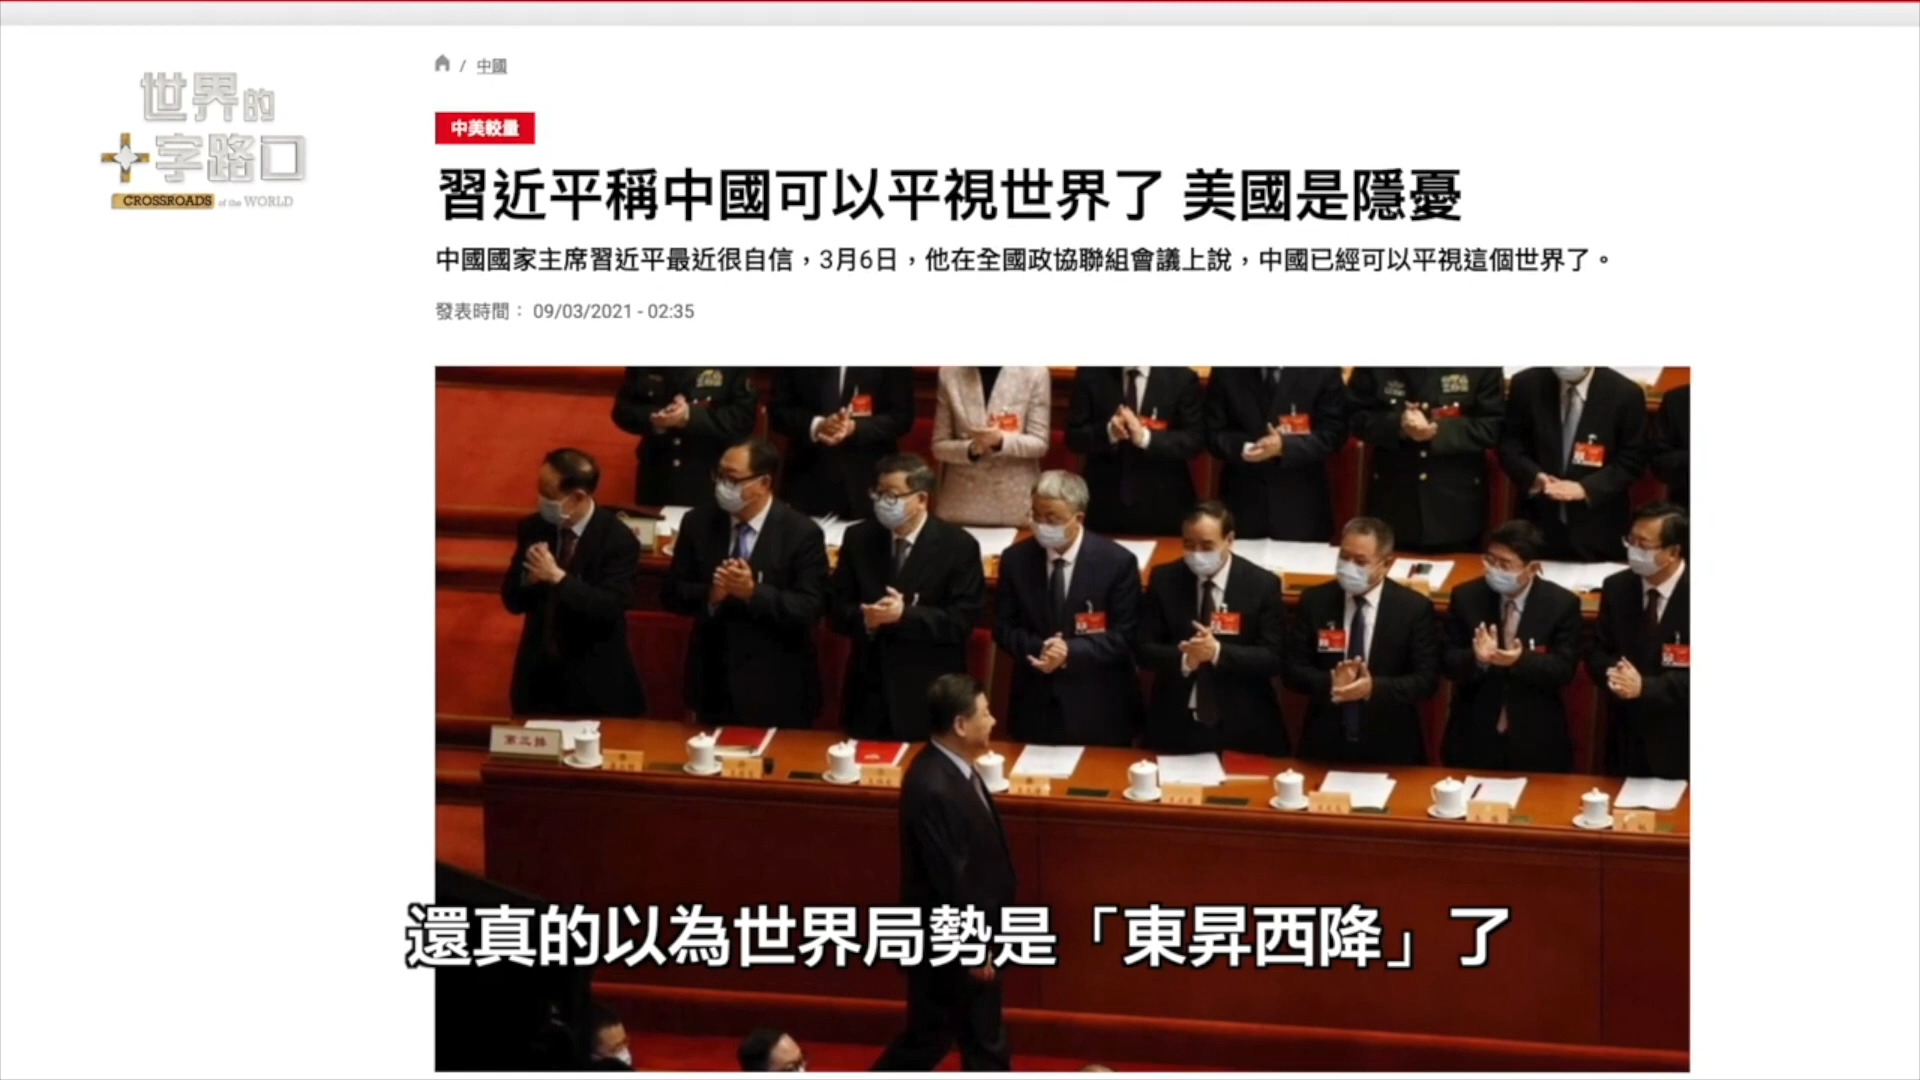 世界的
十字路口
CROSSROADS of the WORLD
/ 中國
中美較量
習近平稱中國可以平視世界了 美國是隱憂
中國國家主席習近平最近很自信，3月6日，他在全國政協聯組會議上說，中國已經可以平視這個世界了。
發表時間： 09/03/2021 - 02:35
還真的以為世界局勢是「東昇西降」了